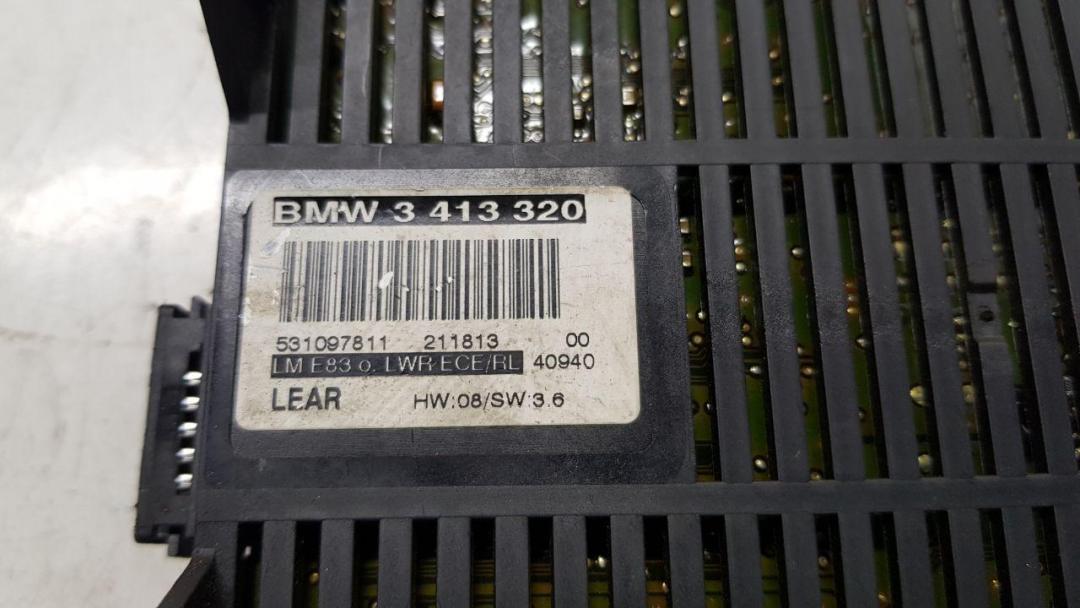 BMW 3 413 320
531097811 211813 00
LM E83 o. LWR ECE/RL 40940
LEAR HW:08/SW:3.6